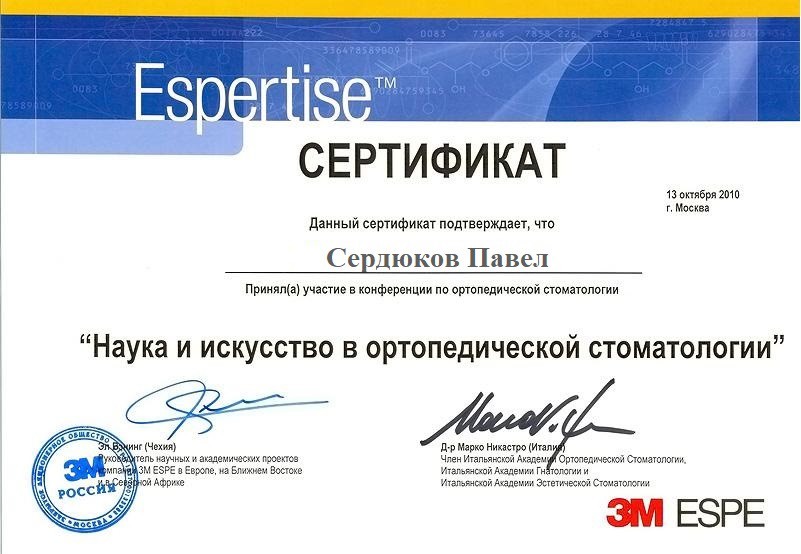 Espertise™
СЕРТИФИКАТ
13 октября 2010
г. Москва
Данный сертификат подтверждает, что
Сердюков Павел
Принял(а) участие в конференции по ортопедической стоматологии
“Наука и искусство в ортопедической стоматологии”
Эл Бэнинг (Чехия)
Руководитель научных и академических проектов
компании 3M ESPE в Европе, на Ближнем Востоке
и в Северной Африке
Д-р Марко Никастро (Италия)
Член Итальянской Академии Ортопедической Стоматологии,
Итальянской Академии Гнатологии и
Итальянской Академии Эстетической Стоматологии
ЗАКРЫТОЕ АКЦИОНЕРНОЕ ОБЩЕСТВО
3М
РОССИЯ
МОСКВА
3M ESPE